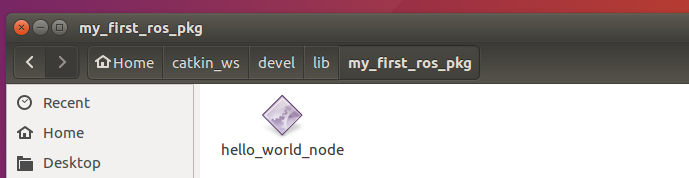 my_first_ros_pkg
Home catkin_ws devel lib my_first_ros_pkg
Recent
Home
Desktop
hello_world_node